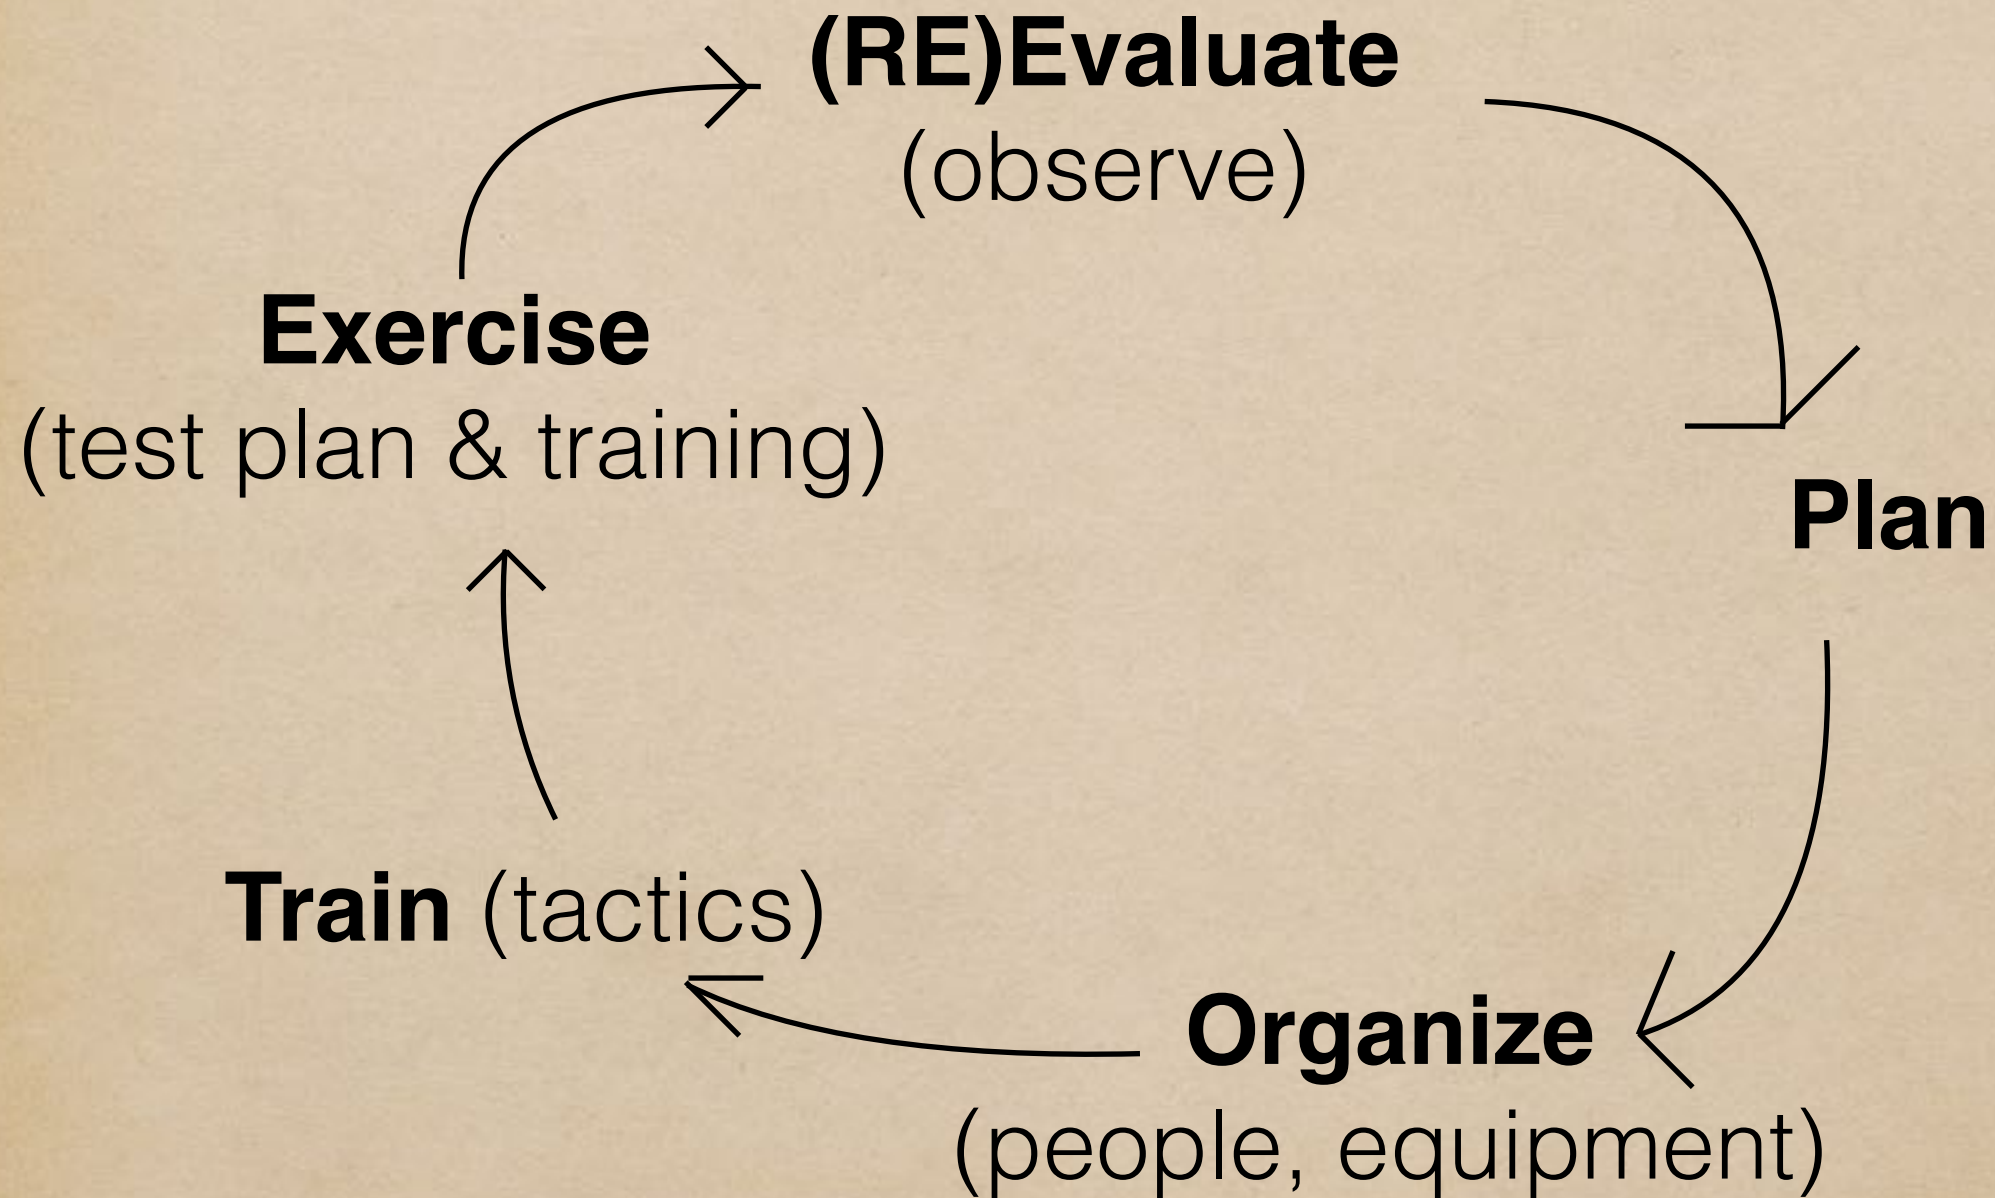 (RE)Evaluate
(observe)
Exercise
(test plan & training)
Plan
Train (tactics)
Organize
(people, equipment)